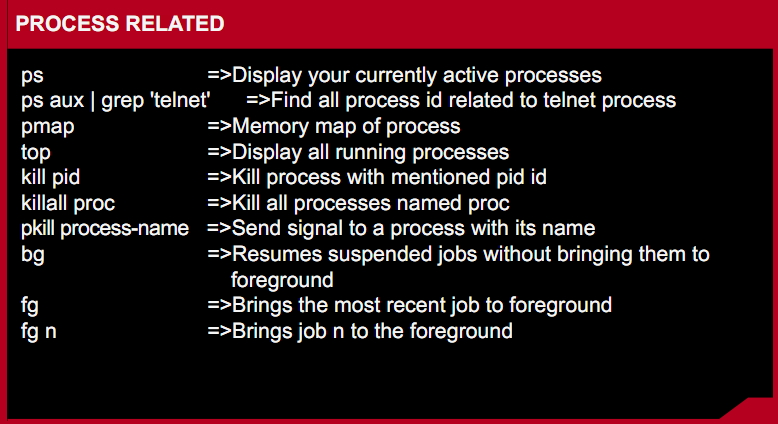 PROCESS RELATED
ps =>Display your currently active processes
ps aux | grep 'telnet' =>Find all process id related to telnet process
pmap =>Memory map of process
top =>Display all running processes
kill pid =>Kill process with mentioned pid id
killall proc =>Kill all processes named proc
pkill process-name =>Send signal to a process with its name
bg =>Resumes suspended jobs without bringing them to
foreground
fg =>Brings the most recent job to foreground
fg n =>Brings job n to the foreground